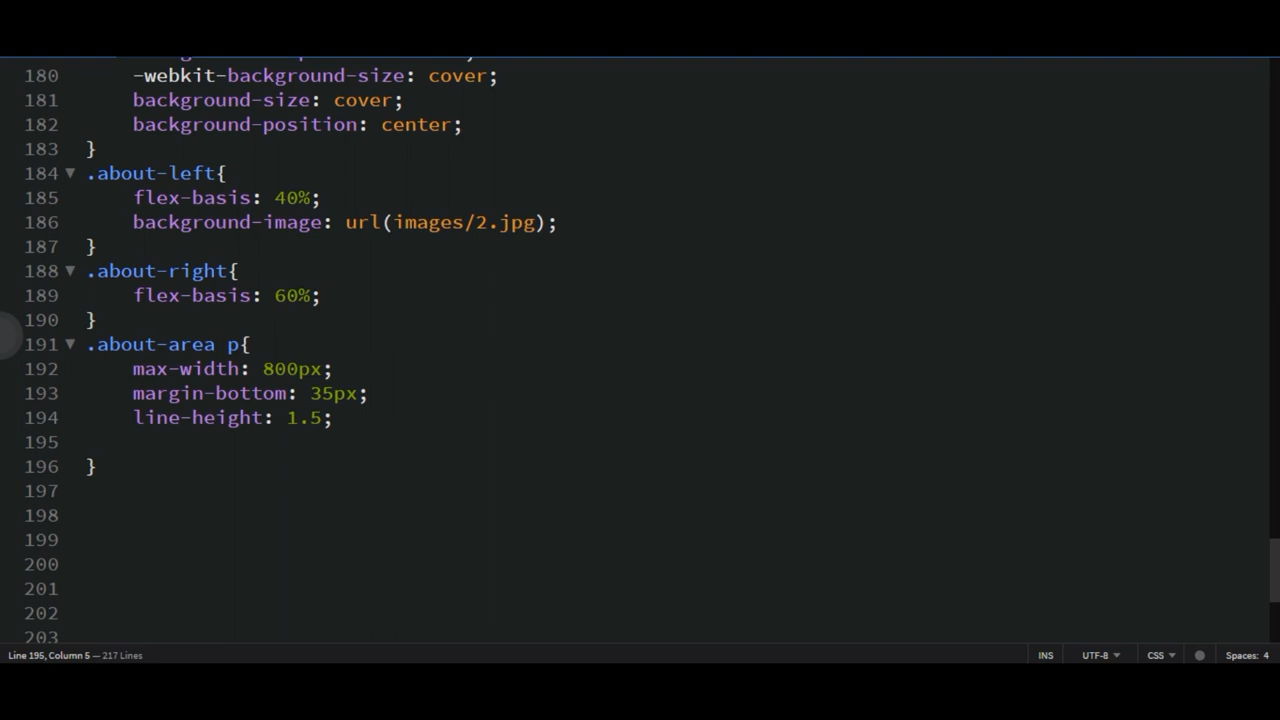 180 -webkit-background-size: cover;
181 background-size: cover;
182 background-position: center;
183 }
184 ▼ .about-left{
185 flex-basis: 40%;
186 background-image: url(images/2.jpg);
187 }
188 ▼ .about-right{
189 flex-basis: 60%;
190 }
191 ▼ .about-area p{
192 max-width: 800px;
193 margin-bottom: 35px;
194 line-height: 1.5;
195
196 }
197
198
199
200
201
202
203
Line 195, Column 5 — 217 Lines INS UTF-8 ▼ CSS ▼ Spaces: 4